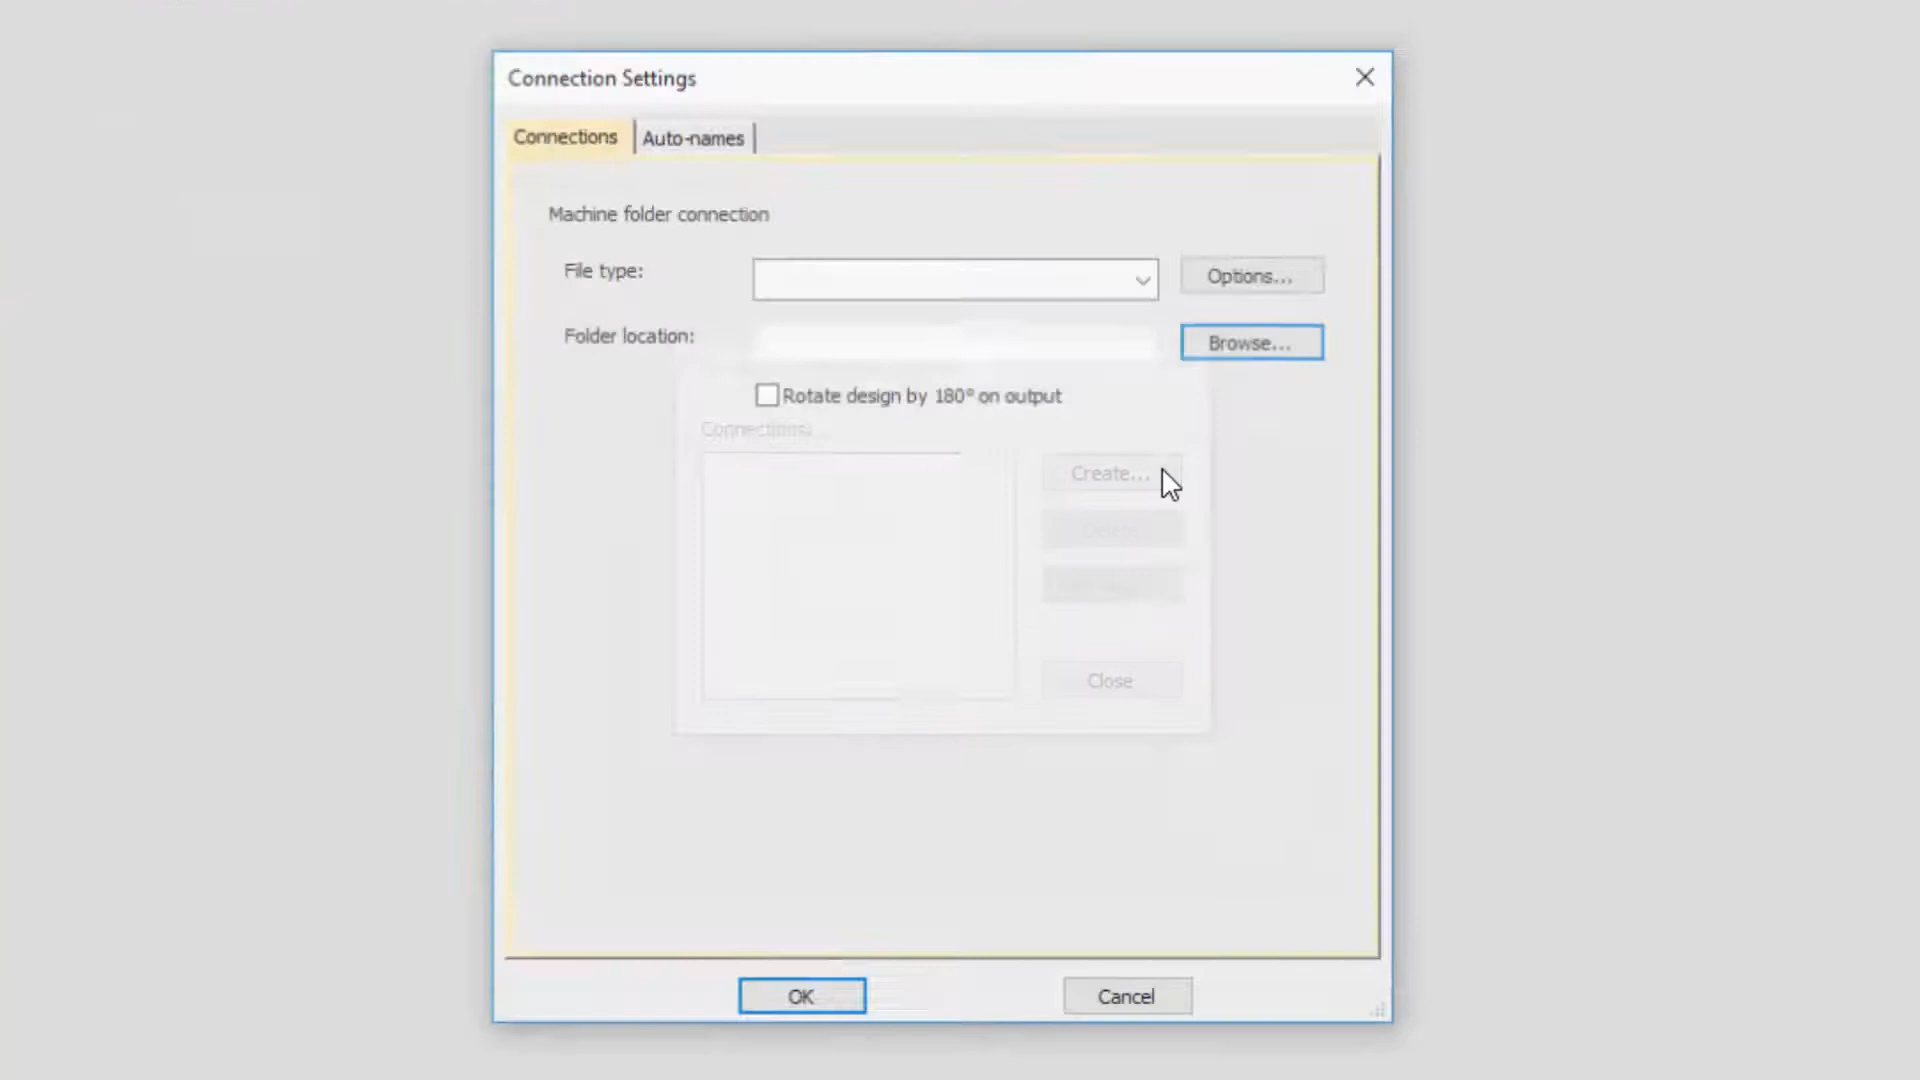 Connection Settings
Connections
Auto-names
Machine folder connection
File type:
Options...
Folder location:
Browse...
Rotate design by 180° on output
Connections:
Create...
Close
OK
Cancel